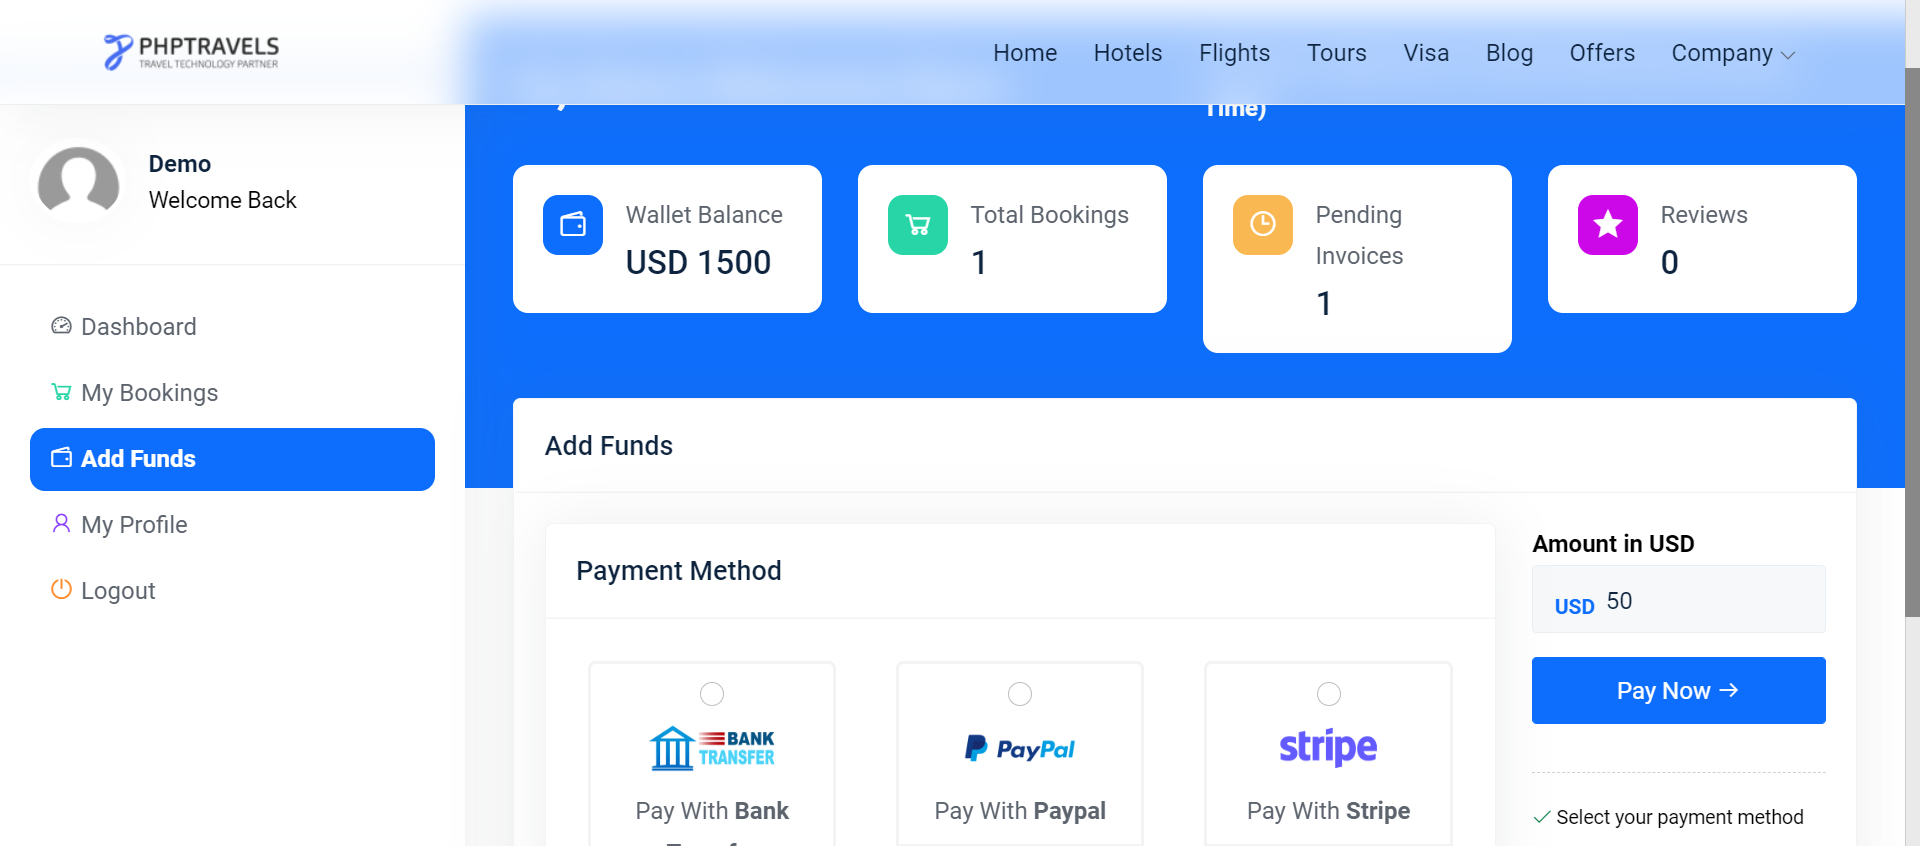 PHPTRAVELS
TRAVEL TECHNOLOGY PARTNER
Home Hotels Flights Tours Visa Blog Offers Company
Time)
Demo
Welcome Back
Wallet Balance
USD 1500
Total Bookings
1
Pending
Invoices
1
Reviews
0
Dashboard
My Bookings
Add Funds
My Profile
Logout
Add Funds
Payment Method
BANK
TRANSFER
Pay With Bank
PayPal
Pay With Paypal
stripe
Pay With Stripe
Amount in USD
USD 50
Pay Now →
Select your payment method